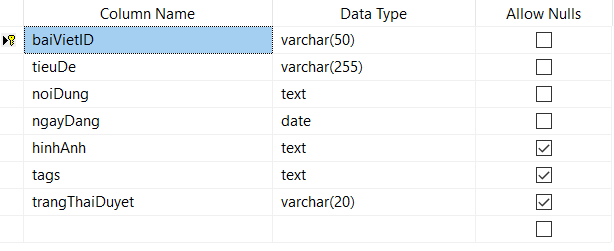 Column Name Data Type Allow Nulls
baiVietID varchar(50)
tieuDe varchar(255)
noiDung text
ngayDang date
hinhAnh text
tags text
trangThaiDuyet varchar(20)